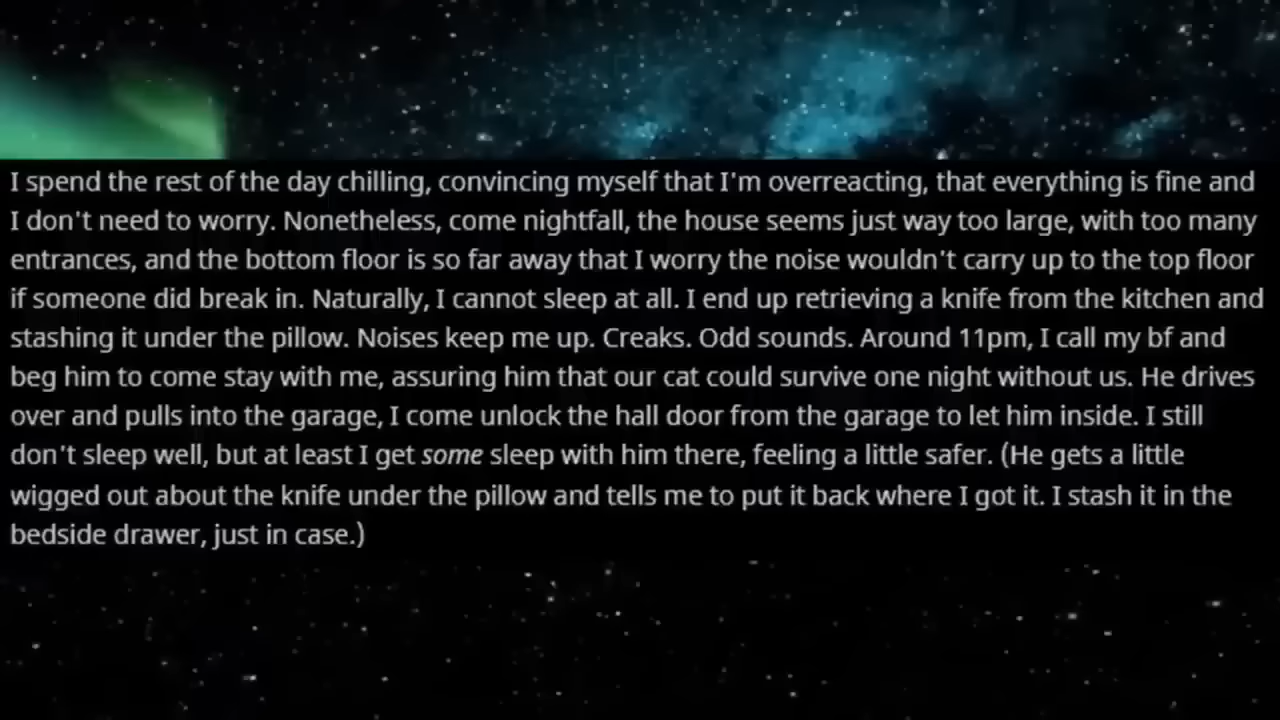 I spend the rest of the day chilling, convincing myself that I'm overreacting, that everything is fine and
I don't need to worry. Nonetheless, come nightfall, the house seems just way too large, with too many
entrances, and the bottom floor is so far away that I worry the noise wouldn't carry up to the top floor
if someone did break in. Naturally, I cannot sleep at all. I end up retrieving a knife from the kitchen and
stashing it under the pillow. Noises keep me up. Creaks. Odd sounds. Around 11pm, I call my bf and
beg him to come stay with me, assuring him that our cat could survive one night without us. He drives
over and pulls into the garage, I come unlock the hall door from the garage to let him inside. I still
don't sleep well, but at least I get some sleep with him there, feeling a little safer. (He gets a little
wigged out about the knife under the pillow and tells me to put it back where I got it. I stash it in the
bedside drawer, just in case.)